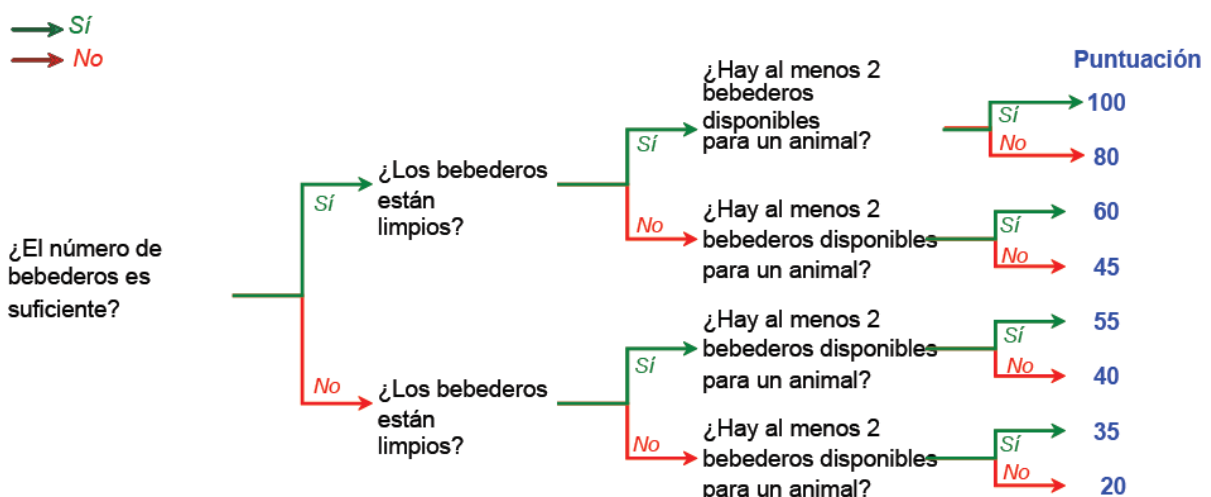 Sí
No
Puntuación
¿El número de
bebederos es
suficiente?
Sí
No
¿Los bebederos
están
limpios?
Sí
No
¿Los bebederos
están
limpios?
Sí
No
¿Hay al menos 2
bebederos
disponibles
para un animal?
Sí
No
100
80
¿Hay al menos 2
bebederos disponibles
para un animal?
Sí
No
60
45
¿Hay al menos 2
bebederos disponibles
para un animal?
Sí
No
55
40
¿Hay al menos 2
bebederos disponibles
para un animal?
Sí
No
35
20